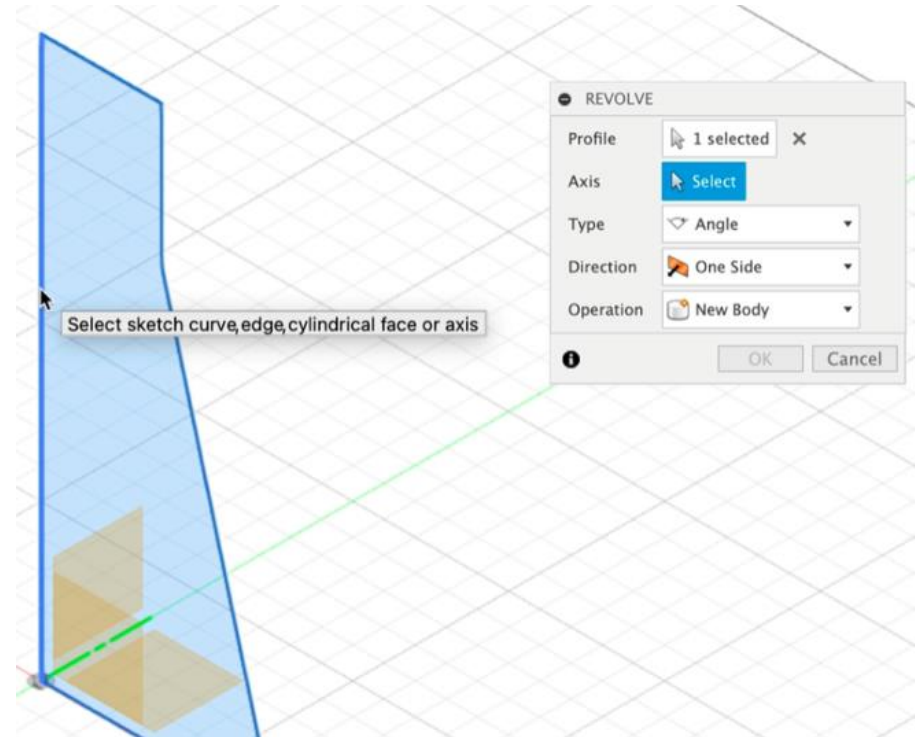 REVOLVE
Profile 1 selected
Axis Select
Type Angle
Direction One Side
Operation New Body
OK Cancel
Select sketch curve,edge,cylindrical face or axis